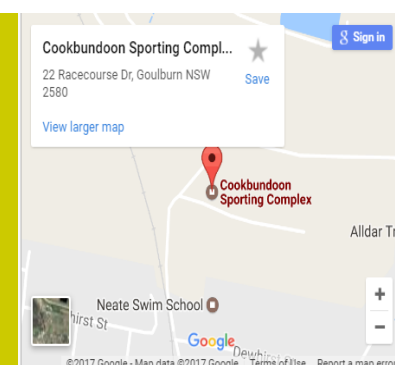 Cookbundoon Sporting Compl...
Sign in
22 Racecourse Dr, Goulburn NSW
2580
Save
View larger map
Cookbundoon
Sporting Complex
Alldar Tr
+
Neate Swim School
hirst St
−
Google
Dewhirst
©2017 Google - Map data ©2017 Google
Terms of Use
Report a map error